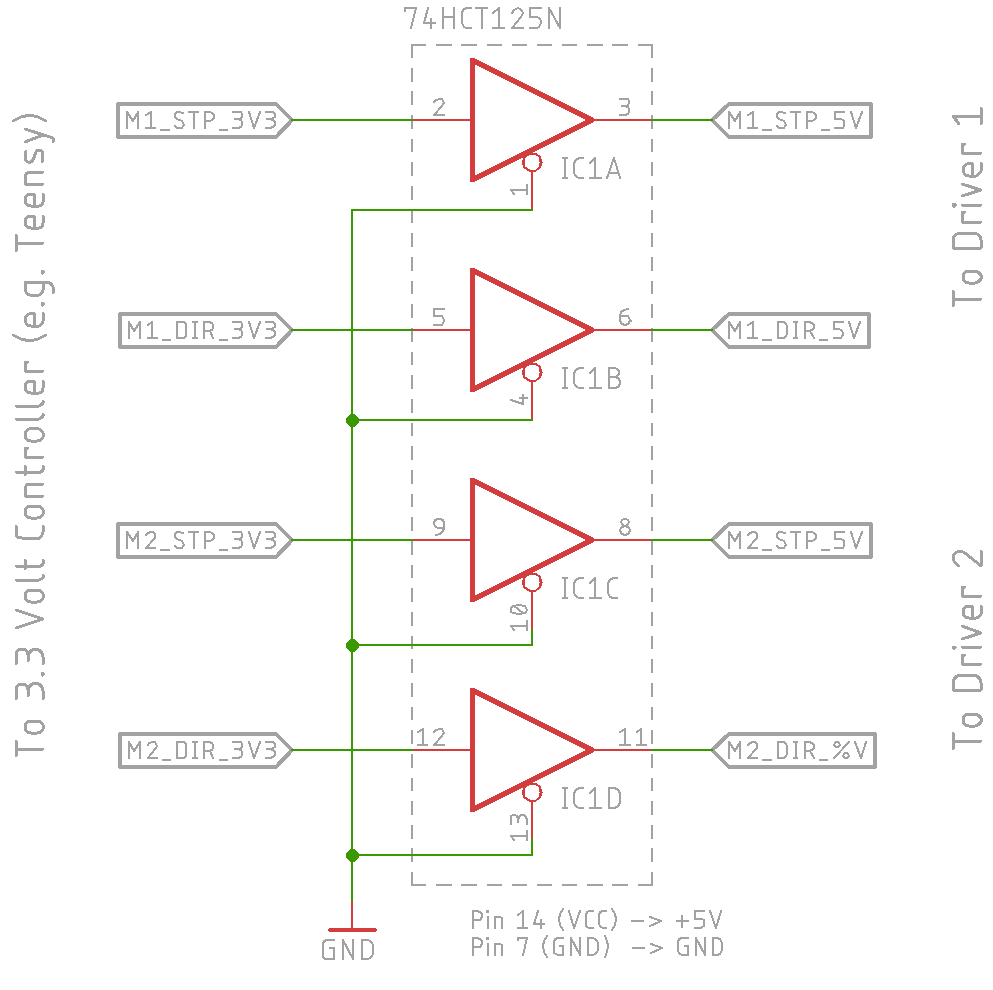 74HCT125N
To 3.3 Volt Controller (e.g. Teensy)
M1_STP_3V3
2
3
M1_STP_5V
1
IC1A
M1_DIR_3V3
5
6
M1_DIR_5V
4
IC1B
To Driver 1
M2_STP_3V3
9
8
M2_STP_5V
10
IC1C
M2_DIR_3V3
12
11
M2_DIR_%V
13
IC1D
To Driver 2
GND
Pin 14 (VCC) -> +5V
Pin 7 (GND) -> GND